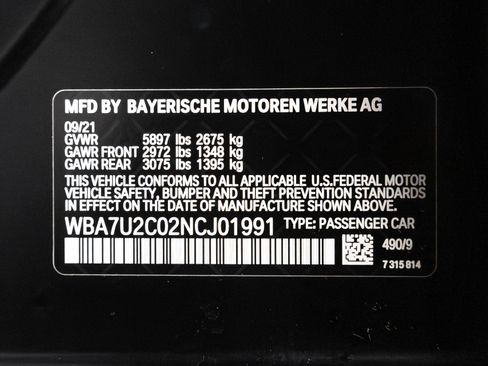 MFD BY BAYERISCHE MOTOREN WERKE AG
09/21
GVWR 5897 lbs 2675 kg
GAWR FRONT 2972 lbs 1348 kg
GAWR REAR 3075 lbs 1395 kg
THIS VEHICLE CONFORMS TO ALL APPLICABLE U.S.FEDERAL MOTOR
VEHICLE SAFETY, BUMPER AND THEFT PREVENTION STANDARDS
IN EFFECT ON THE DATE OF MANUFACTURE SHOWN ABOVE.
WBA7U2C02NCJ01991 TYPE: PASSENGER CAR
490/9
7 315 814